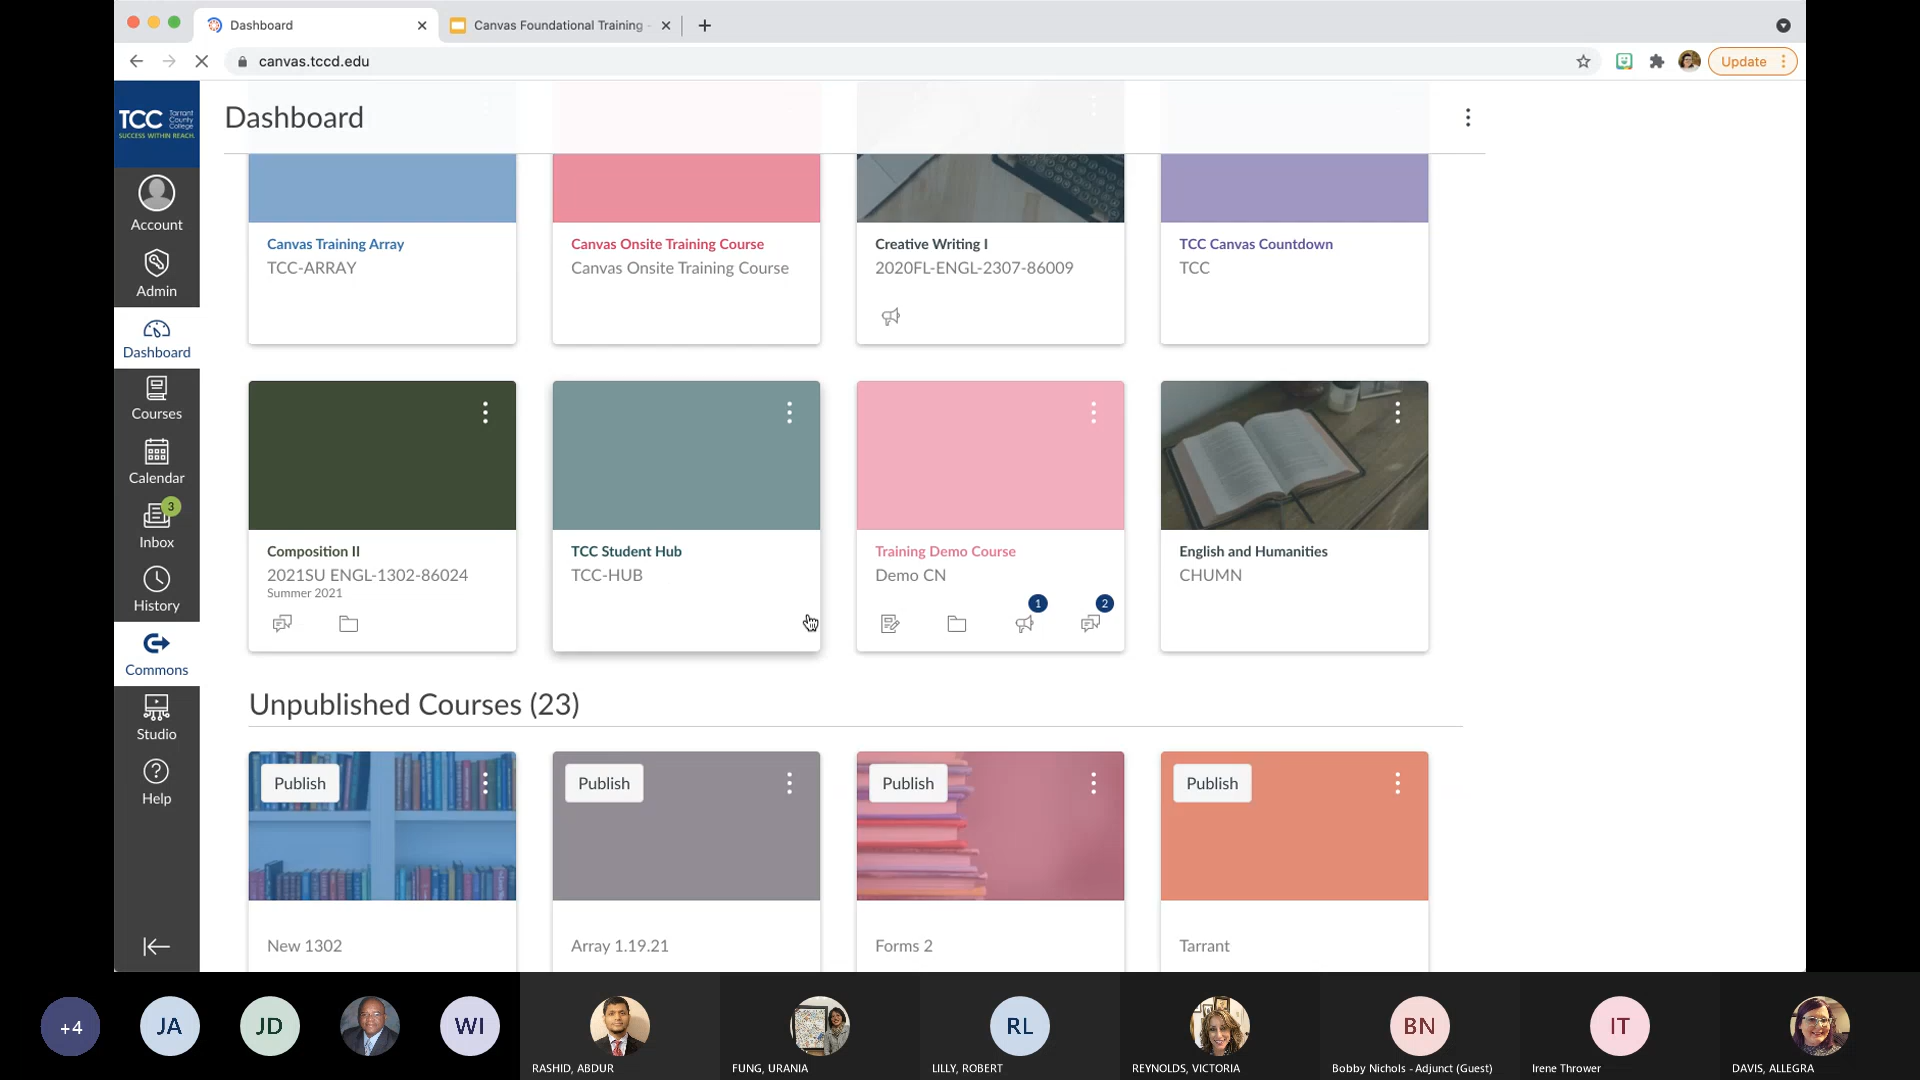 Dashboard
Canvas Foundational Training -
canvas.tccd.edu
Update
TCC Tarrant County College
SUCCESS WITHIN REACH.
Dashboard
Account
Admin
Dashboard
Courses
Calendar
3
Inbox
History
Commons
Studio
Help
Canvas Training Array
TCC-ARRAY
Canvas Onsite Training Course
Canvas Onsite Training Course
Creative Writing I
2020FL-ENGL-2307-86009
TCC Canvas Countdown
TCC
Composition II
2021SU ENGL-1302-86024
Summer 2021
TCC Student Hub
TCC-HUB
Training Demo Course
Demo CN
1
2
English and Humanities
CHUMN
Unpublished Courses (23)
Publish
New 1302
Publish
Array 1.19.21
Publish
Forms 2
Publish
Tarrant
+4
JA
JD
WI
RASHID, ABDUR
FUNG, URANIA
RL
LILLY, ROBERT
REYNOLDS, VICTORIA
BN
Bobby Nichols - Adjunct (Guest)
IT
Irene Thrower
DAVIS, ALLEGRA